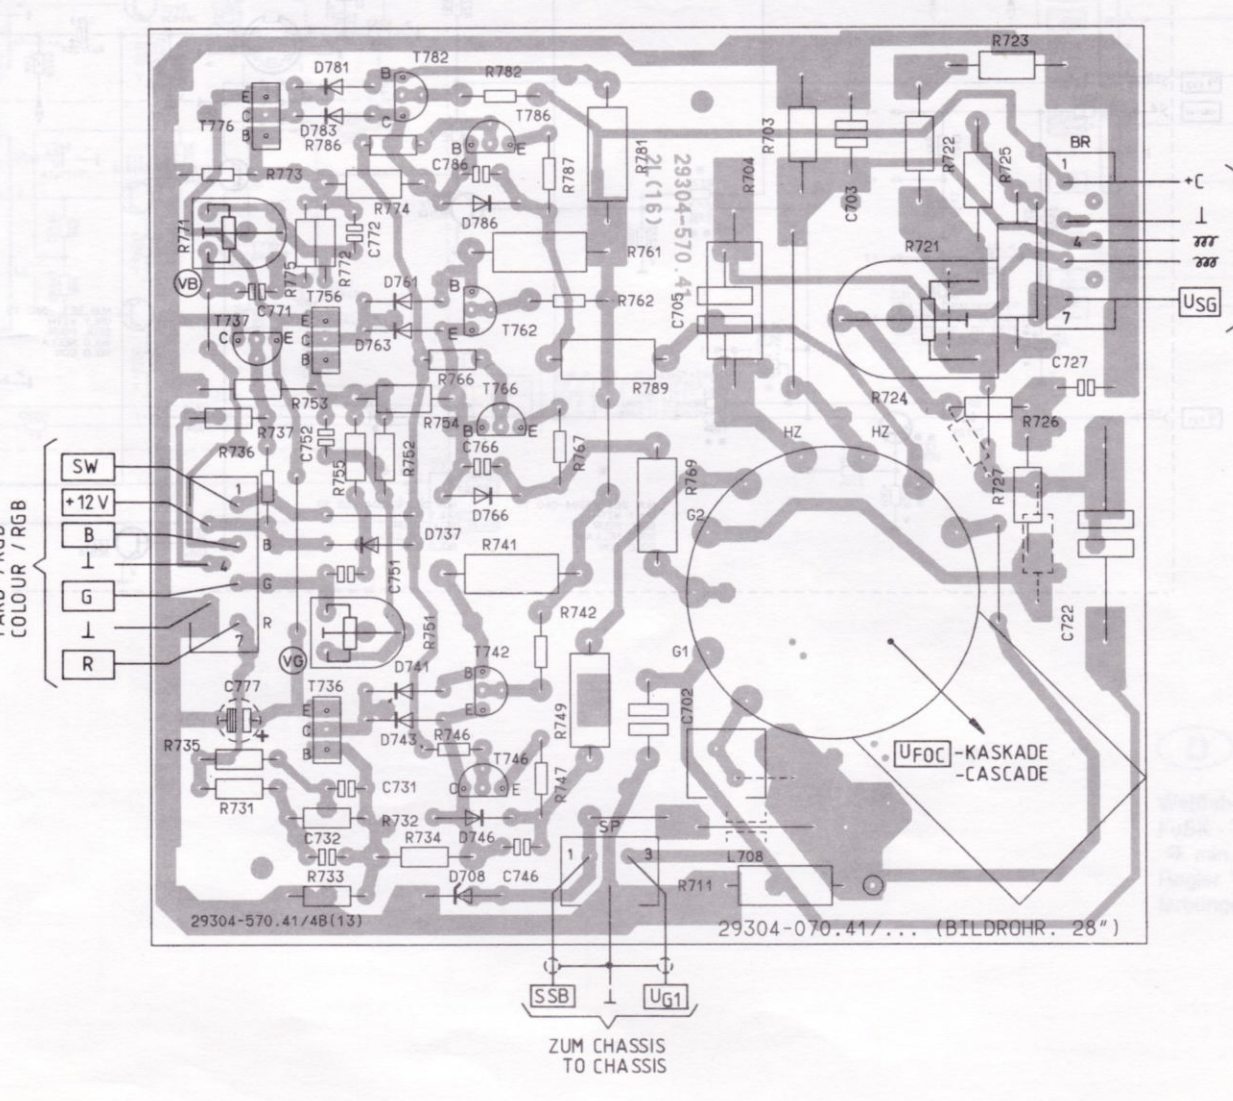 R723
D781
T782
R782
T786
E
C
B
T776
D783
R786
B
C
B
E
C786
R787
R781
R703
C703
R722
R725
BR
1
+C
⊥
4
7
USG
R773
R774
D786
2L(16)
29304-570.41
R704
R771
R775
R772
C772
R761
R721
VB
C771
T756
D761
B
E
T762
R762
C705
T737
C
E
E
C
B
D763
R766
T766
R789
C727
R724
R726
R753
R754
B
E
HZ
HZ
R737
R736
C752
R755
R752
C766
R767
D766
R769
R727
SW
+12V
B
⊥
G
⊥
R
COLOUR / RGB
1
B
4
G
R
7
D737
R741
G2
C751
R742
C722
R751
T742
G1
VG
C777
+
T736
E
C
B
D741
B
E
D743
R749
C702
R735
R746
T746
UFOC -KASKADE
-CASCADE
C
E
R747
R731
C731
R732
D746
SP
C732
R734
1
3
L708
R733
D708
C746
R711
29304-570.41/4B(13)
29304-070.41/... (BILDROHR. 28")
SSB
⊥
UG1
ZUM CHASSIS
TO CHASSIS